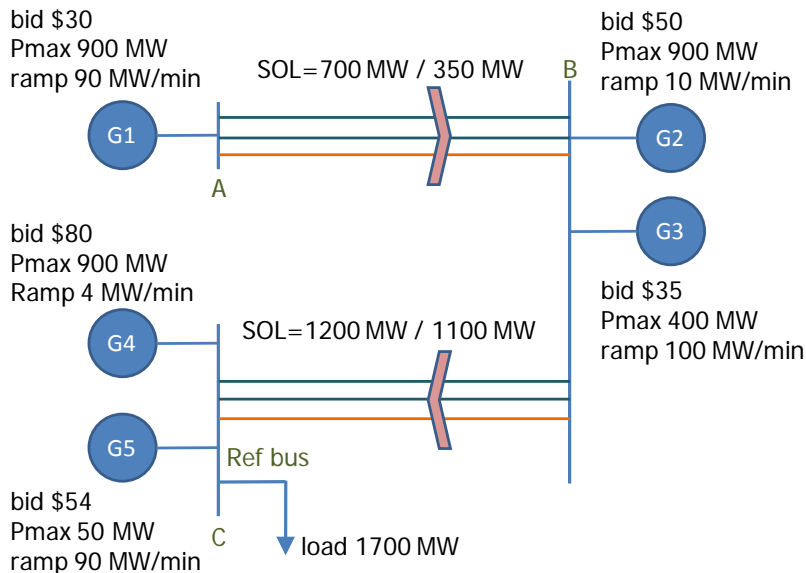 bid $30
Pmax 900 MW
ramp 90 MW/min
G1
A
SOL=700 MW / 350 MW
B
bid $50
Pmax 900 MW
ramp 10 MW/min
G2
G3
bid $35
Pmax 400 MW
ramp 100 MW/min
bid $80
Pmax 900 MW
Ramp 4 MW/min
G4
SOL=1200 MW / 1100 MW
G5
Ref bus
bid $54
Pmax 50 MW
ramp 90 MW/min
C
load 1700 MW